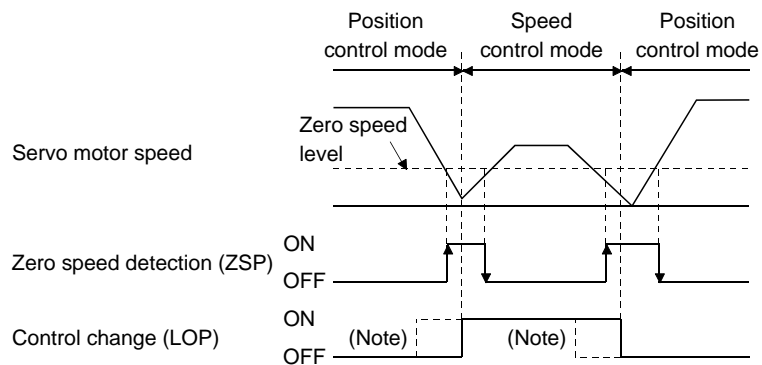 Position control mode
Speed control mode
Position control mode
Zero speed level
Servo motor speed
ON
Zero speed detection (ZSP)
OFF
ON
Control change (LOP)
(Note)
(Note)
OFF